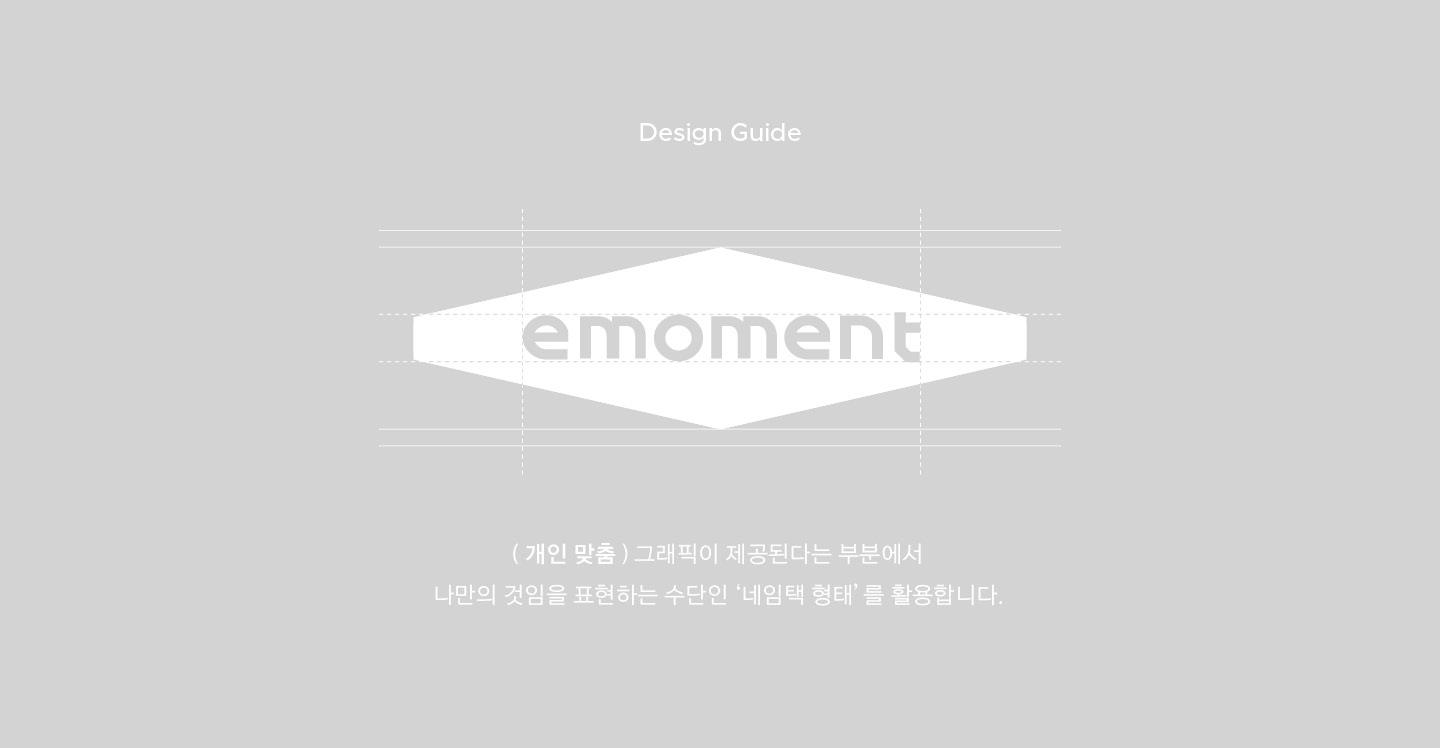 Design Guide
emoment
( 개인 맞춤 ) 그래픽이 제공된다는 부분에서
나만의 것임을 표현하는 수단인 ‘네임택 형태’ 를 활용합니다.